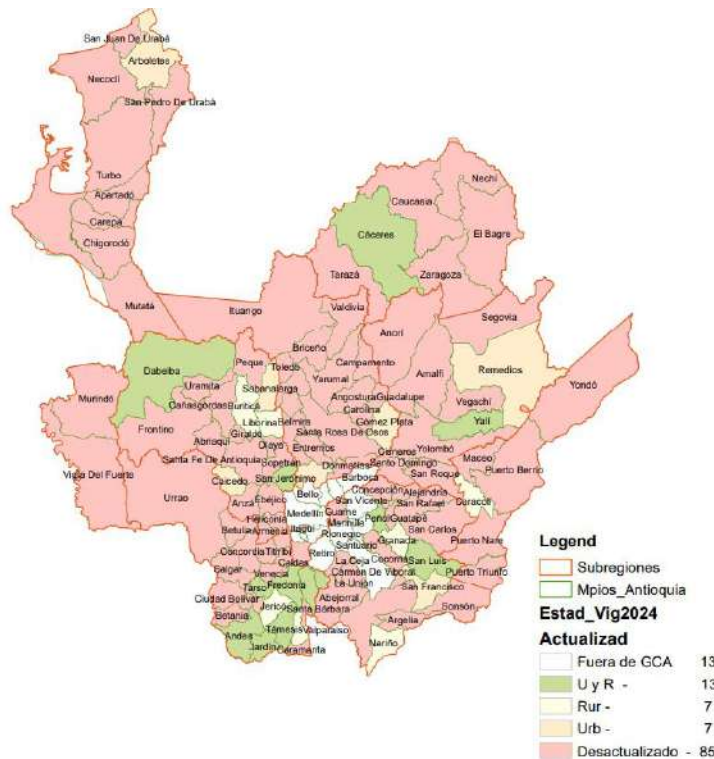 San Juan De Urabá
Arboletes
Necoclí
San Pedro De Urabá
Turbo
Apartadó
Carepa
Chigorodó
Mutatá
Nechí
Caucasia
Cáceres
El Bagre
Tarazá
Zaragoza
Ituango
Valdivia
Segovia
Anorí
Briceño
Dabeiba
Peque
Toledo
Campamento
Remedios
Yondó
Sabanalarga
Yarumal
Amalfi
Uramita
Murindó
Cañasgordas
Buriticá
Angostura
Guadalupe
Vegachí
Carolina
Yalí
Liborina
Belmira
Gómez Plata
Frontino
Giraldo
Santa Rosa De Osos
Abriaquí
Olaya
Entrerrios
Cisneros
Yolombó
Maceo
Santa Fe De Antioquia
Sopetrán
Donmatías
Santo Domingo
Puerto Berrío
Vigía Del Fuerte
San Jerónimo
Barbosa
San Roque
Caicedo
Urrao
Bello
Concepción
Alejandría
Caracolí
Anzá
Ebéjico
San Vicente
San Rafael
Medellín
Guarne
Heliconia
Marinilla
Peñol
Guatapé
Betulia
Armenia
Itagüí
Rionegro
San Carlos
Puerto Nare
Concordia
Titiribí
Santuario
Granada
Retiro
Salgar
Caldas
La Ceja
Cocorná
San Luis
Venecia
Carmen De Viboral
Puerto Triunfo
Tarso
Fredonia
La Unión
San Francisco
Ciudad Bolívar
Jericó
Santa Bárbara
Abejorral
Sonsón
Betania
Argelia
Andes
Támesis
Valparaíso
Nariño
Jardín
Caramanta
Legend
Subregiones
Mpios_Antioquia
Estad_Vig2024
Actualizad
Fuera de GCA 13
U y R - 13
Rur - 7
Urb - 7
Desactualizado - 85